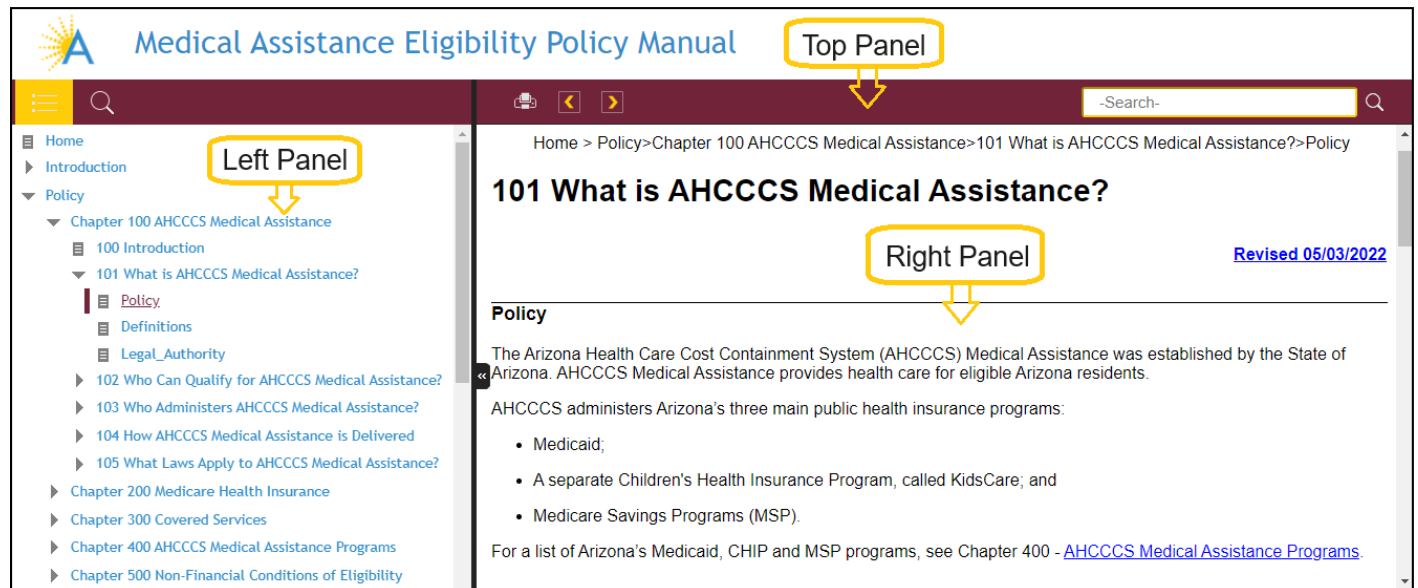 A
Medical Assistance Eligibility Policy Manual
Top Panel
-Search-
Home
Introduction
Policy
Chapter 100 AHCCCS Medical Assistance
100 Introduction
101 What is AHCCCS Medical Assistance?
Policy
Definitions
Legal_Authority
102 Who Can Qualify for AHCCCS Medical Assistance?
103 Who Administers AHCCCS Medical Assistance?
104 How AHCCCS Medical Assistance is Delivered
105 What Laws Apply to AHCCCS Medical Assistance?
Chapter 200 Medicare Health Insurance
Chapter 300 Covered Services
Chapter 400 AHCCCS Medical Assistance Programs
Chapter 500 Non-Financial Conditions of Eligibility
Left Panel
Home > Policy>Chapter 100 AHCCCS Medical Assistance>101 What is AHCCCS Medical Assistance?>Policy
101 What is AHCCCS Medical Assistance?
Right Panel
Revised 05/03/2022
Policy
The Arizona Health Care Cost Containment System (AHCCCS) Medical Assistance was established by the State of
Arizona. AHCCCS Medical Assistance provides health care for eligible Arizona residents.
AHCCCS administers Arizona's three main public health insurance programs:
• Medicaid;
• A separate Children's Health Insurance Program, called KidsCare; and
• Medicare Savings Programs (MSP).
For a list of Arizona's Medicaid, CHIP and MSP programs, see Chapter 400 - AHCCCS Medical Assistance Programs.